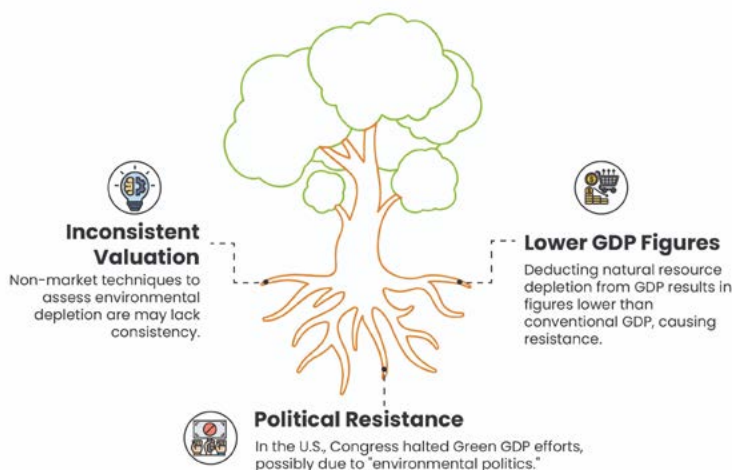 Inconsistent
Valuation
Non-market techniques to
assess environmental
depletion are may lack
consistency.
Lower GDP Figures
Deducting natural resource
depletion from GDP results in
figures lower than
conventional GDP, causing
resistance.
Political Resistance
In the U.S., Congress halted Green GDP efforts,
possibly due to "environmental politics."